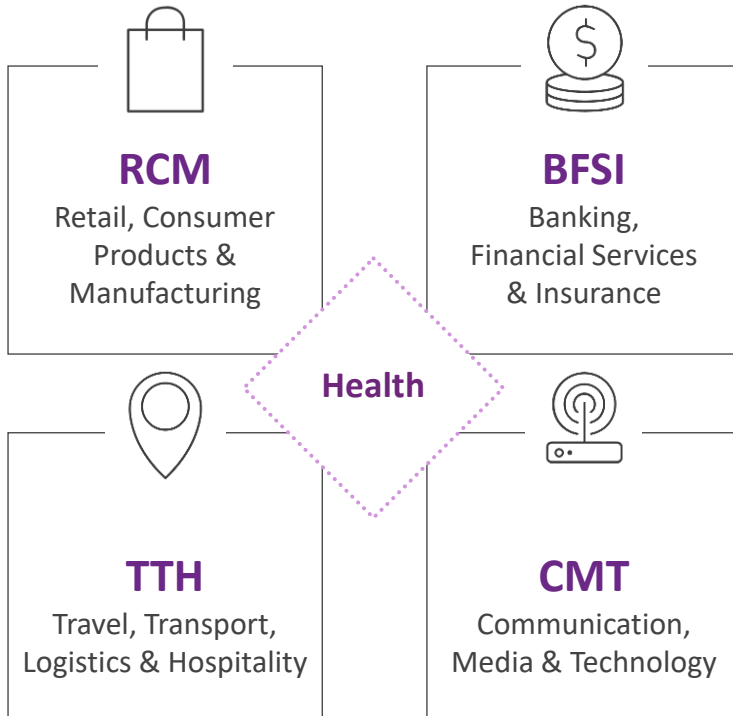 $
RCM
Retail, Consumer
Products &
Manufacturing
BFSI
Banking,
Financial Services
& Insurance
Health
TTH
Travel, Transport,
Logistics & Hospitality
CMT
Communication,
Media & Technology